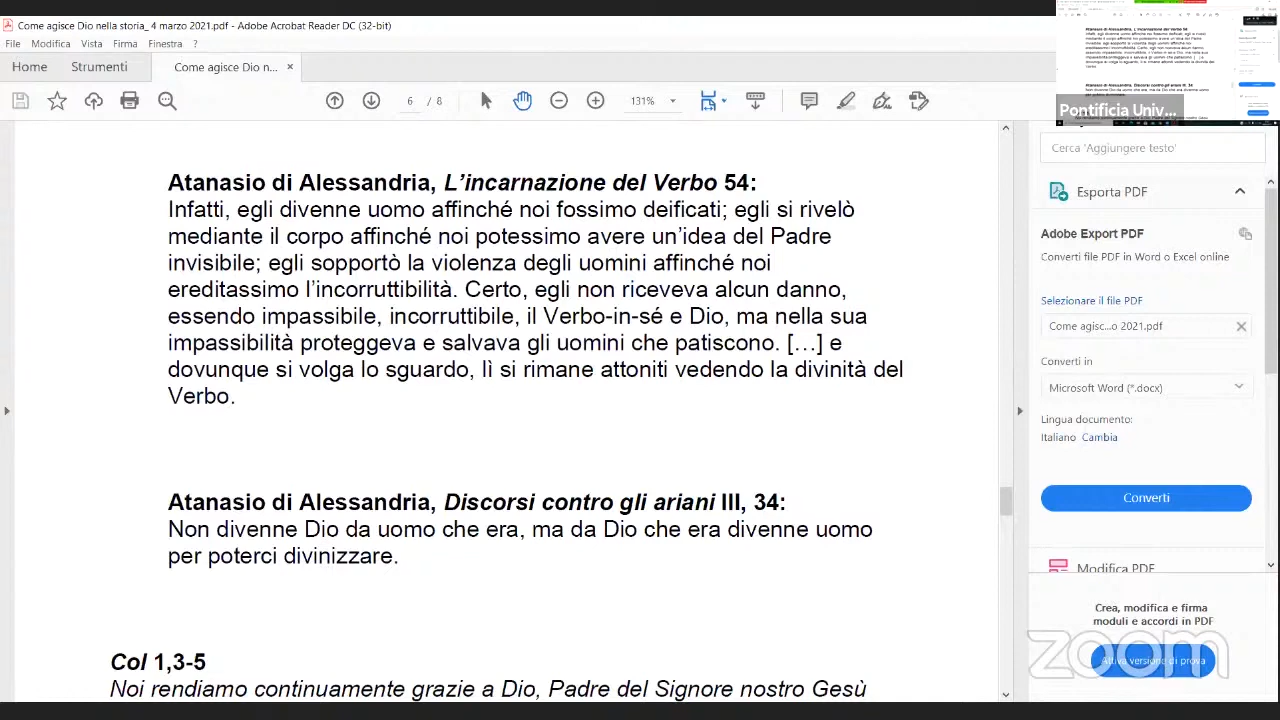 Come agisce Dio nella storia_ 4 marzo 2021.pdf - Adobe Acrobat Reader DC
File Modifica Vista Firma Finestra
Home Strumenti Come agisce Dio n...
131%
Pontificia Univ...
Atanasio di Alessandria, L’incarnazione del Verbo 54:
Infatti, egli divenne uomo affinché noi fossimo deificati; egli si rivelò
mediante il corpo affinché noi potessimo avere un’idea del Padre
invisibile; egli sopportò la violenza degli uomini affinché noi
ereditassimo l’incorruttibilità. Certo, egli non riceveva alcun danno,
essendo impassibile, incorruttibile, il Verbo-in-sé e Dio, ma nella sua
impassibilità proteggeva e salvava gli uomini che patiscono. […] e
dovunque si volga lo sguardo, lì si rimane attoniti vedendo la divinità del
Verbo.
Atanasio di Alessandria, Discorsi contro gli ariani III, 34:
Non divenne Dio da uomo che era, ma da Dio che era divenne uomo
per poterci divinizzare.
Col 1,3-5
Noi rendiamo continuamente grazie a Dio, Padre del Signore nostro Gesù
Cerca 'Aggiungere testo'
Esporta PDF
Adobe Export PDF
Converti file PDF in Word o Excel online
Selezionare il file PDF
Come agisc...o 2021.pdf
Converti in
Microsoft Word (*.docx)
Lingua documento:
Italiano Cambia
Converti
Modifica PDF
Crea, modifica e firma
moduli e accordi in PDF
Attiva versione di prova
zoom